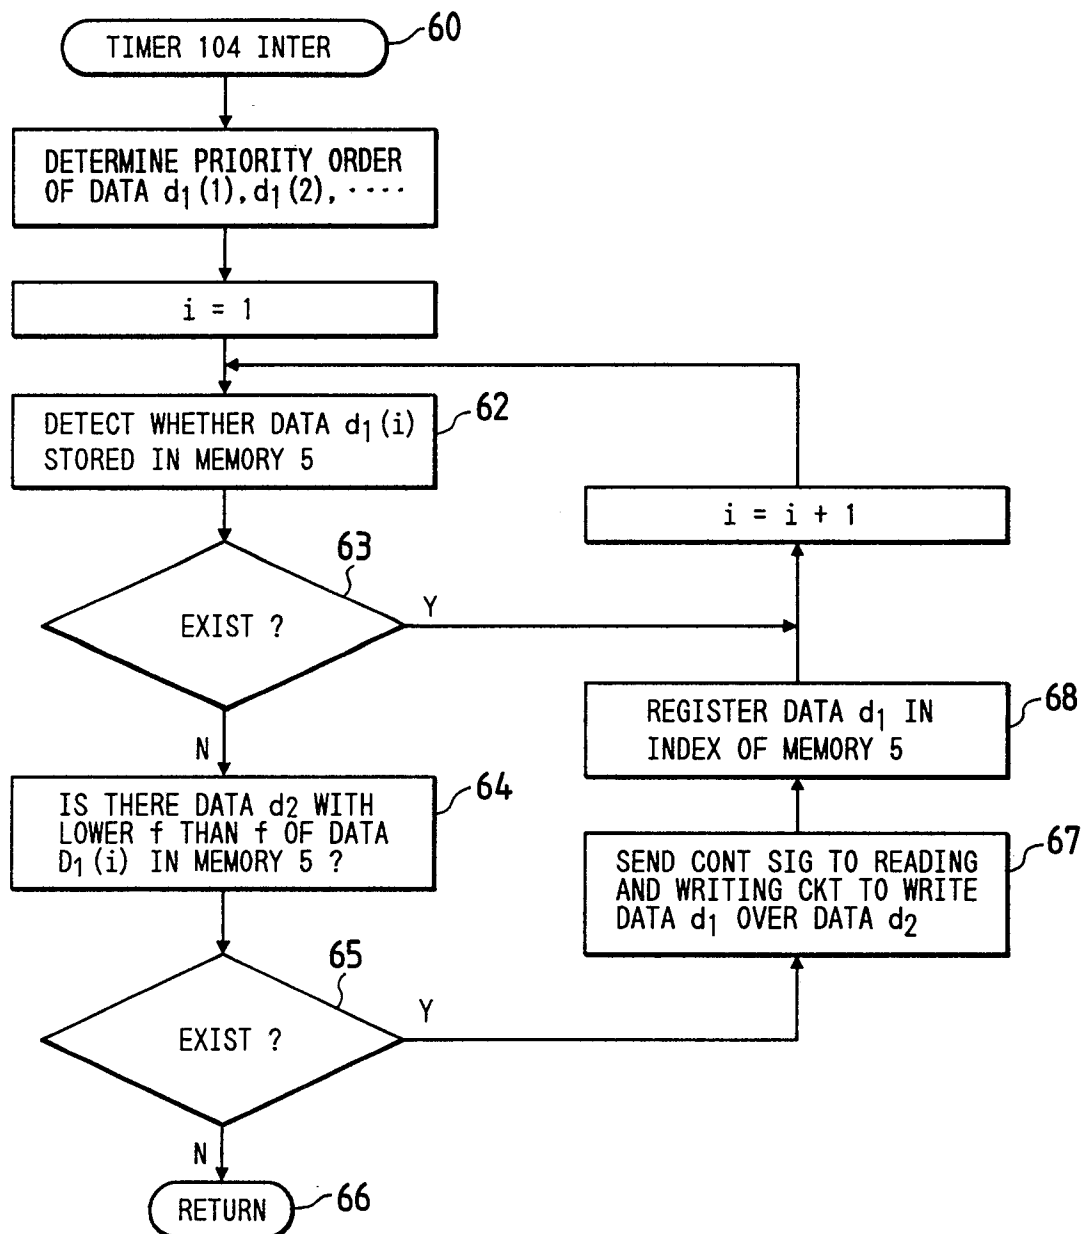 TIMER 104 INTER
60
DETERMINE PRIORITY ORDER
OF DATA d1(1),d1(2), ····
i = 1
62
DETECT WHETHER DATA d1(i)
STORED IN MEMORY 5
i = i + 1
63
EXIST ?
Y
N
68
REGISTER DATA d1 IN
INDEX OF MEMORY 5
64
IS THERE DATA d2 WITH
LOWER f THAN f OF DATA
D1(i) IN MEMORY 5 ?
67
SEND CONT SIG TO READING
AND WRITING CKT TO WRITE
DATA d1 OVER DATA d2
65
EXIST ?
Y
N
RETURN
66